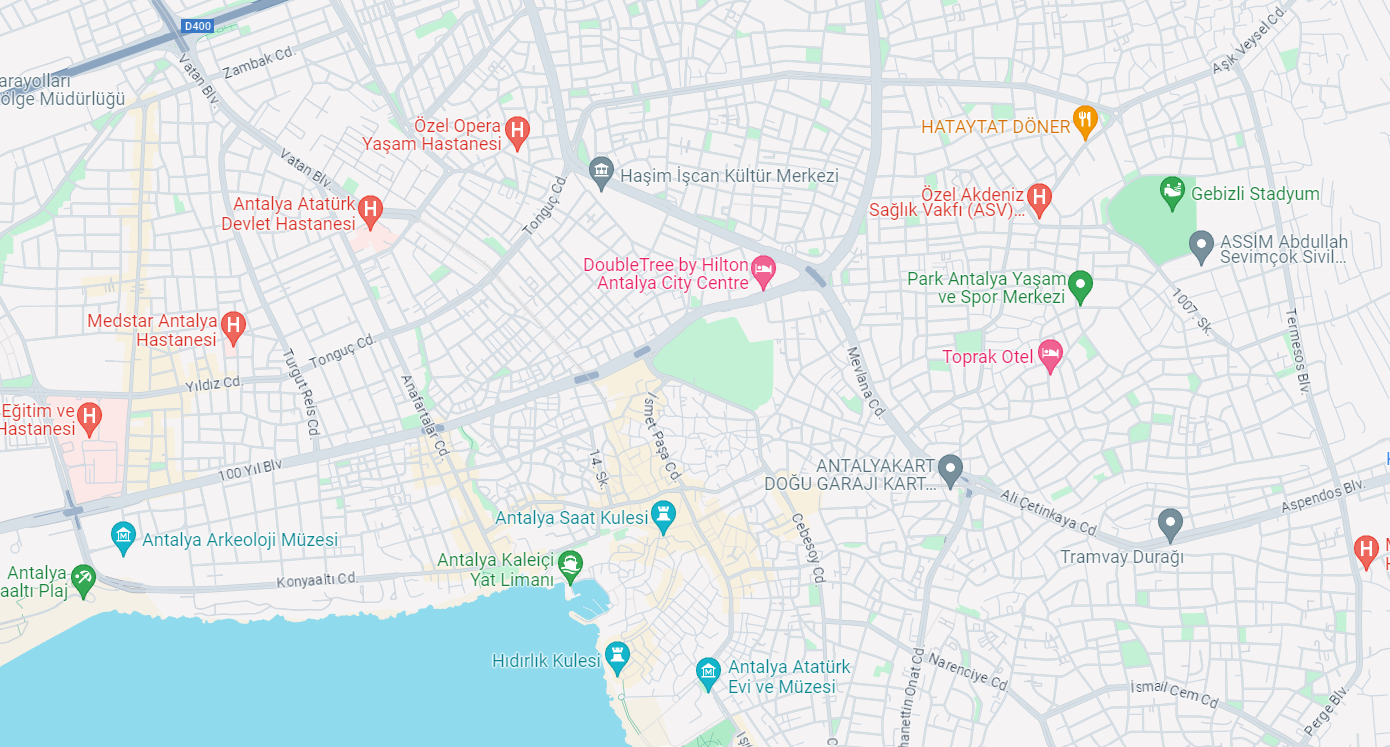 D400
Vatan Blv.
Zambak Cd.
Aşık Veysel Cd.
arayolları
ölge Müdürlüğü
Özel Opera
Yaşam Hastanesi
HATAYTAT DÖNER
Vatan Blv.
Haşim İşcan Kültür Merkezi
Tonguç Cd.
Antalya Atatürk
Devlet Hastanesi
Özel Akdeniz
Sağlık Vakfı (ASV)...
Gebizli Stadyum
ASSİM Abdullah
Sevimçok Sivil...
DoubleTree by Hilton
Antalya City Centre
Park Antalya Yaşam
ve Spor Merkezi
1007. Sk.
Medstar Antalya
Hastanesi
Tonguç Cd.
Toprak Otel
Termesos Blv.
Yıldız Cd.
Turgut Reis Cd.
Anafartalar Cd.
Mevlana Cd.
Eğitim ve
Hastanesi
İsmet Paşa Cd.
100 Yıl Blv
14. Sk.
ANTALYAKART
DOĞU GARAJI KART...
Ali Çetinkaya Cd.
Aspendos Blv.
Antalya Saat Kulesi
Antalya Arkeoloji Müzesi
Cebesoy Cd.
Tramvay Durağı
Antalya
aaltı Plaj
Konyaaltı Cd.
Antalya Kaleiçi
Yat Limanı
Hıdırlık Kulesi
Antalya Atatürk
Evi ve Müzesi
Narenciye Cd.
hanettin Onat Cd.
İsmail Cem Cd.
Perge Blv.